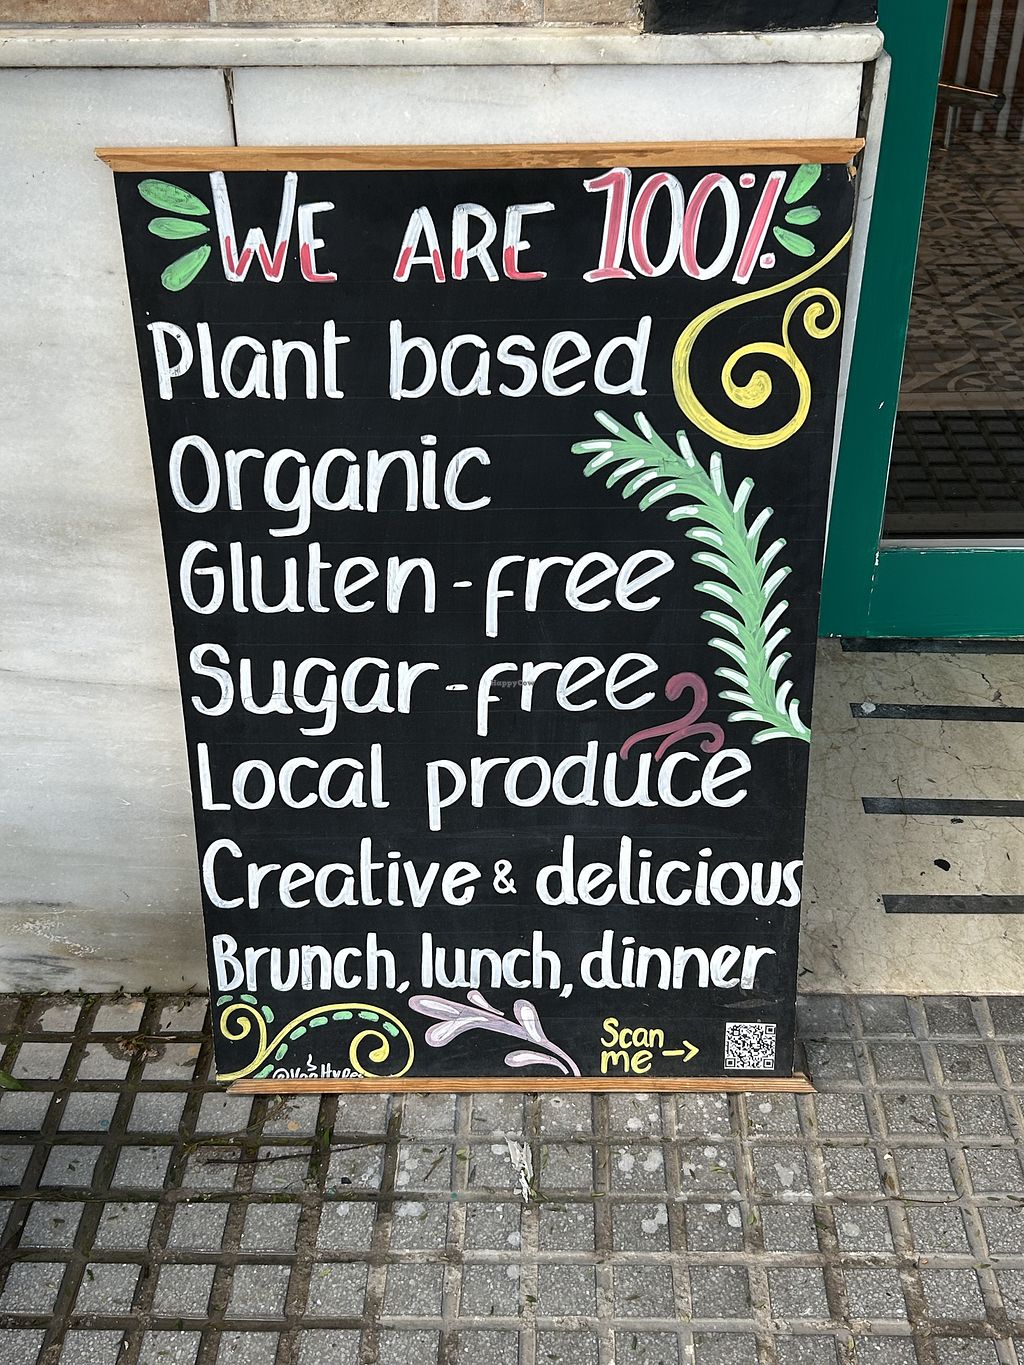 WE ARE 100%
Plant based
Organic
Gluten-free
Sugar-free
HappyCow
Local produce
Creative & delicious
Brunch, lunch, dinner
Scan
me →